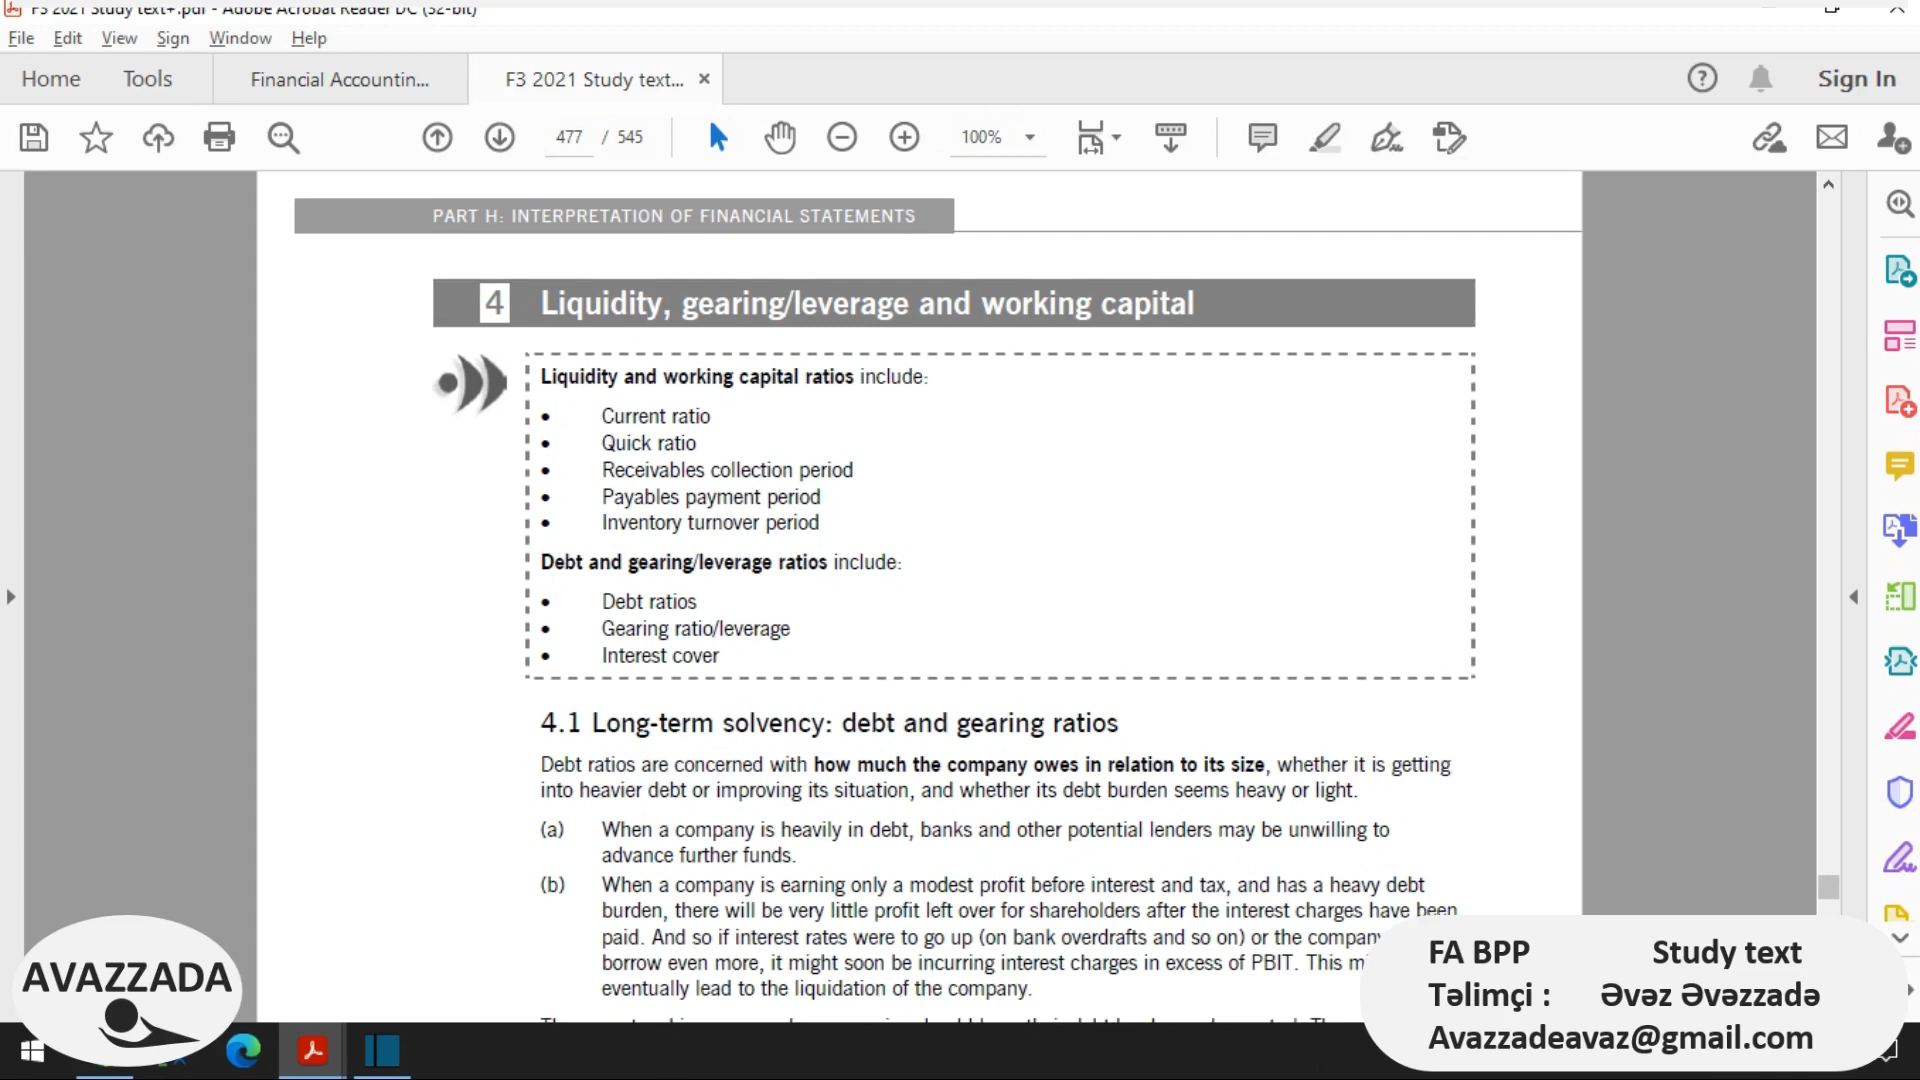 F3 2021 Study text+.pdf - Adobe Acrobat Reader DC (32-bit)
File Edit View Sign Window Help
Home Tools Financial Accountin... F3 2021 Study text... × Sign In
477 / 545 100%
PART H: INTERPRETATION OF FINANCIAL STATEMENTS
4 Liquidity, gearing/leverage and working capital
Liquidity and working capital ratios include:
• Current ratio
• Quick ratio
• Receivables collection period
• Payables payment period
• Inventory turnover period
Debt and gearing/leverage ratios include:
• Debt ratios
• Gearing ratio/leverage
• Interest cover
4.1 Long-term solvency: debt and gearing ratios
Debt ratios are concerned with how much the company owes in relation to its size, whether it is getting
into heavier debt or improving its situation, and whether its debt burden seems heavy or light.
(a) When a company is heavily in debt, banks and other potential lenders may be unwilling to
advance further funds.
(b) When a company is earning only a modest profit before interest and tax, and has a heavy debt
burden, there will be very little profit left over for shareholders after the interest charges have been
paid. And so if interest rates were to go up (on bank overdrafts and so on) or the company
borrow even more, it might soon be incurring interest charges in excess of PBIT. This
eventually lead to the liquidation of the company.
AVAZZADA
FA BPP Study text
Təlimçi : Əvəz Əvəzzadə
Avazzadeavaz@gmail.com